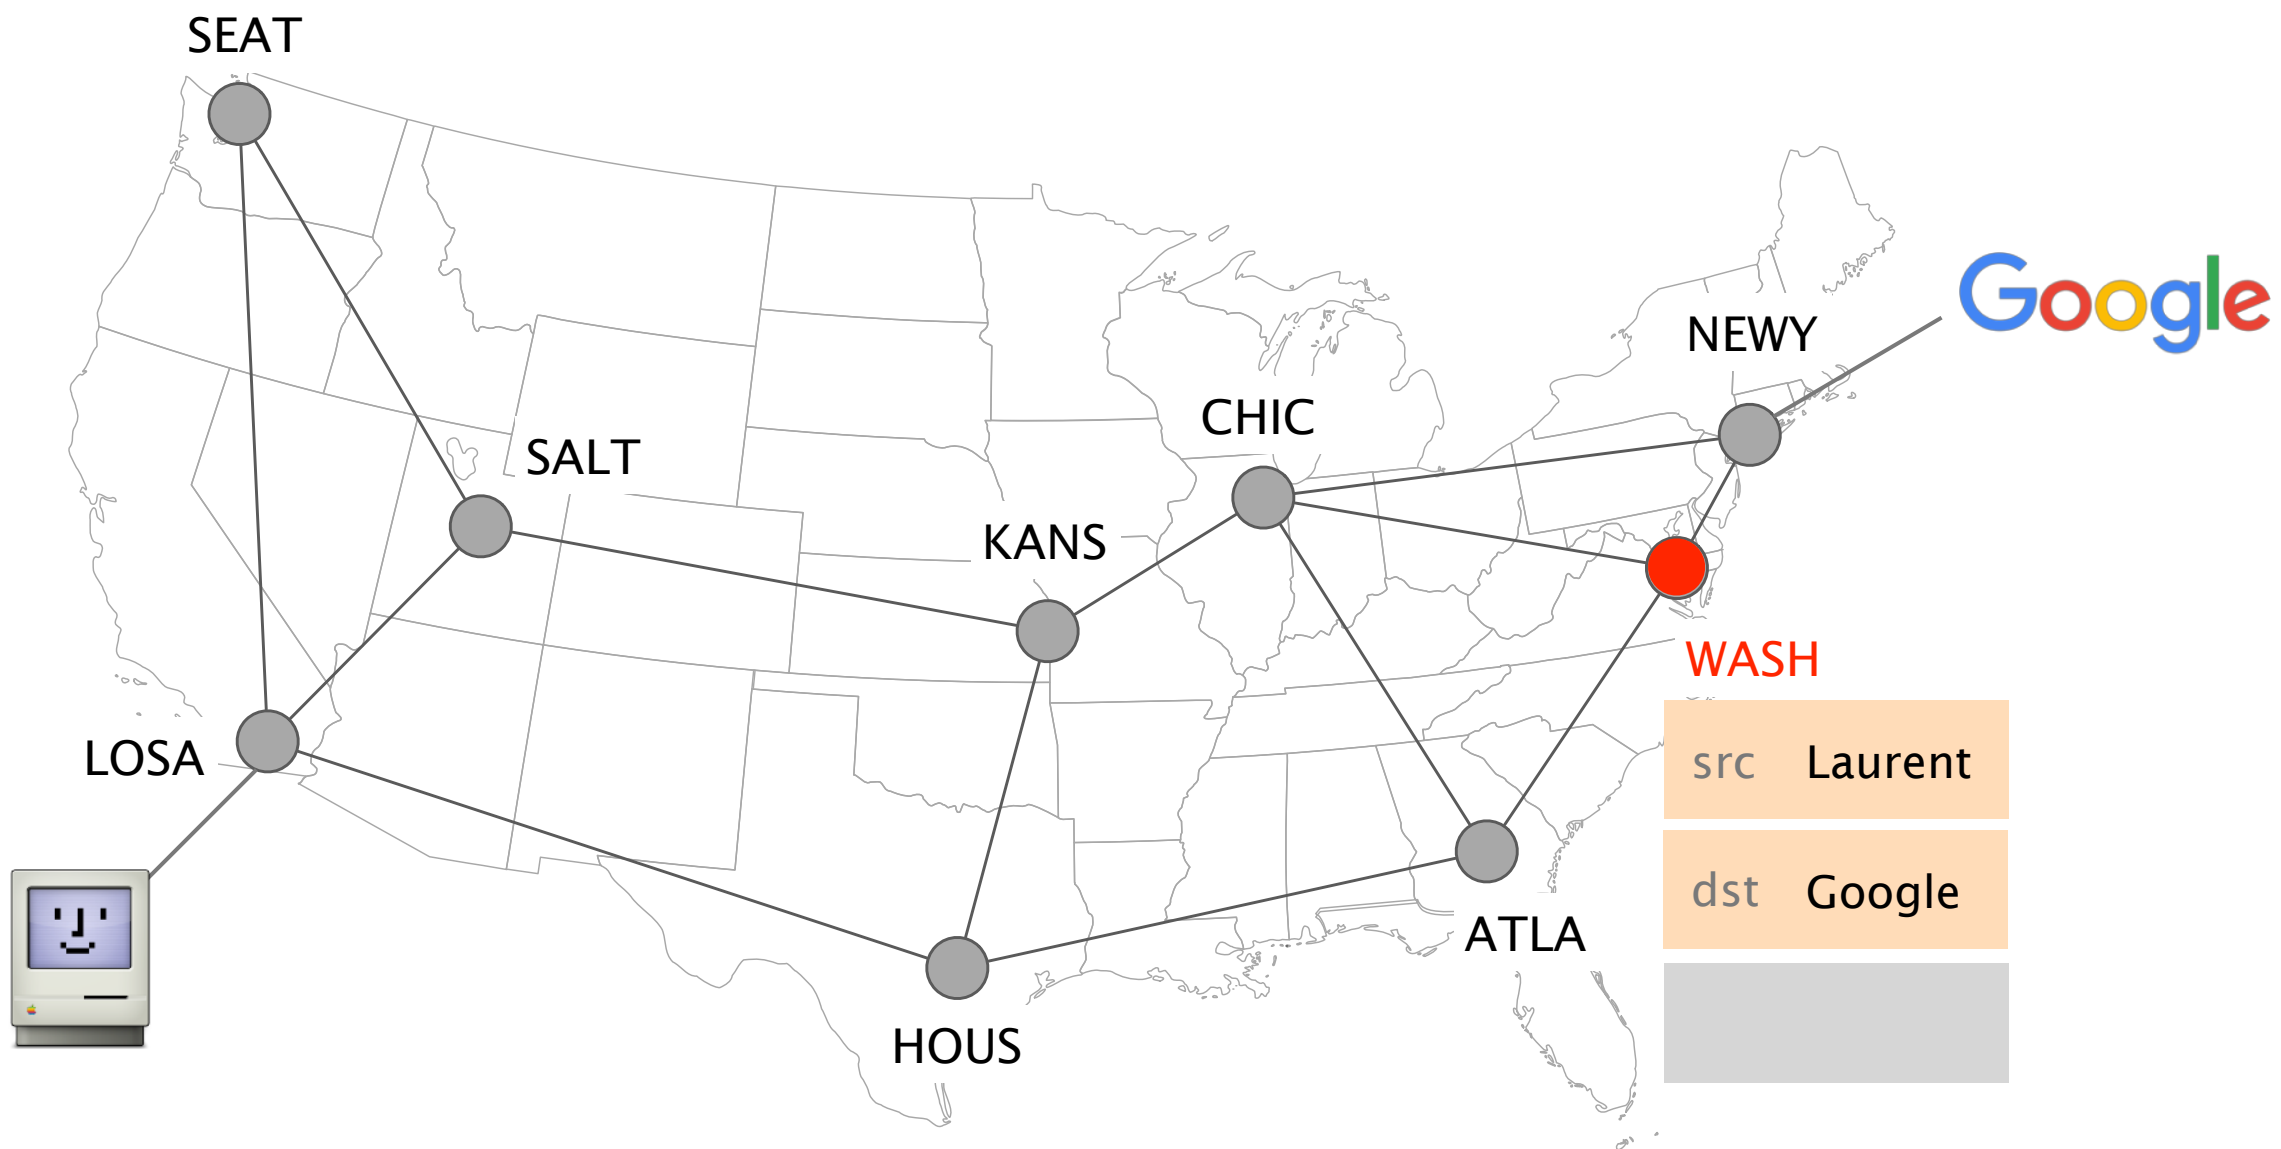 SEAT
Google
NEWY
CHIC
SALT
KANS
WASH
LOSA
src Laurent
dst Google
ATLA
HOUS